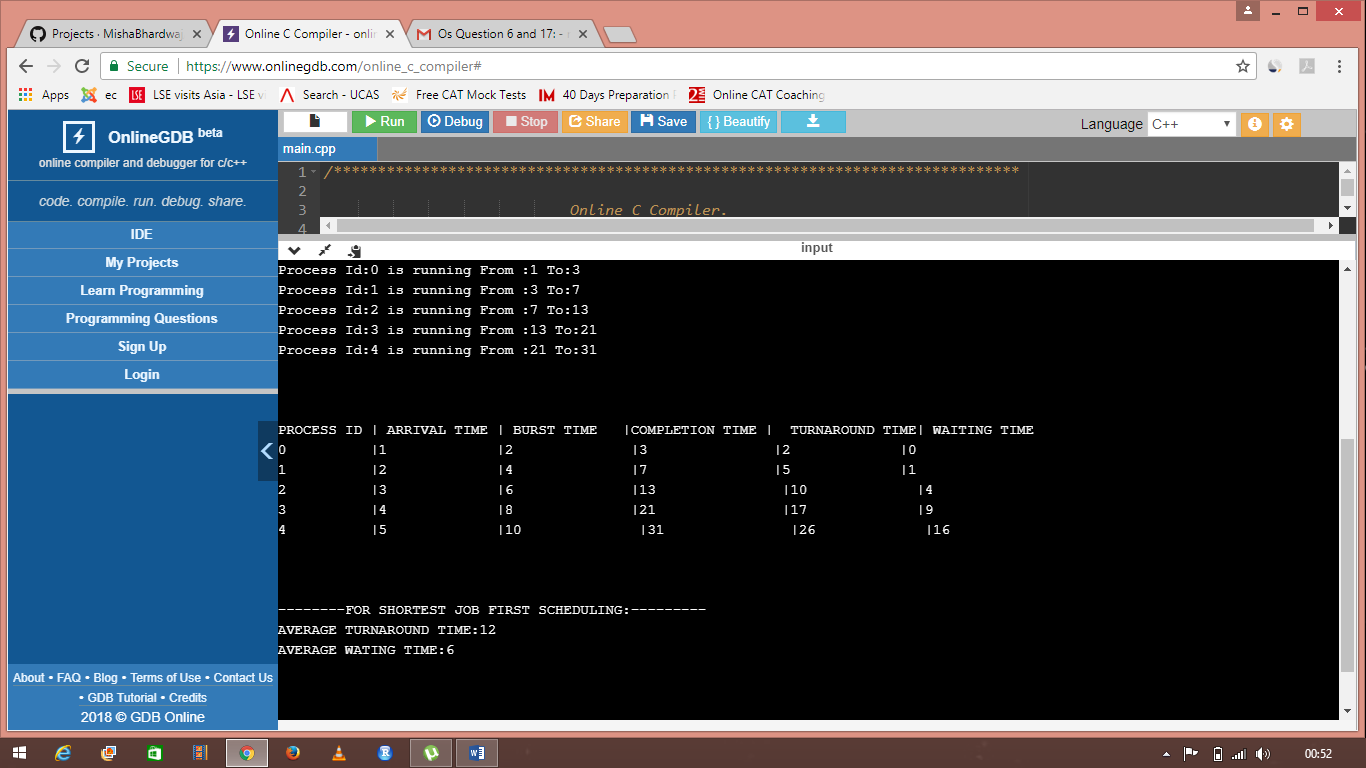 Projects · MishaBhardwaj
Online C Compiler - onlin
Os Question 6 and 17: -
Secure
https://www.onlinegdb.com/online_c_compiler#
Apps
ec
LSE
LSE visits Asia - LSE v
Search - UCAS
Free CAT Mock Tests
IM
40 Days Preparation
Online CAT Coaching
OnlineGDB beta
online compiler and debugger for c/c++
code. compile. run. debug. share.
IDE
My Projects
Learn Programming
Programming Questions
Sign Up
Login
About • FAQ • Blog • Terms of Use • Contact Us
• GDB Tutorial • Credits
2018 © GDB Online
Run
Debug
Stop
Share
Save
{ } Beautify
Language
C++
main.cpp
1 /******************************************************************************
2
3 Online C Compiler.
4
input
Process Id:0 is running From :1 To:3
Process Id:1 is running From :3 To:7
Process Id:2 is running From :7 To:13
Process Id:3 is running From :13 To:21
Process Id:4 is running From :21 To:31
PROCESS ID | ARRIVAL TIME | BURST TIME |COMPLETION TIME | TURNAROUND TIME| WAITING TIME
0 |1 |2 |3 |2 |0
1 |2 |4 |7 |5 |1
2 |3 |6 |13 |10 |4
3 |4 |8 |21 |17 |9
4 |5 |10 |31 |26 |16
--------FOR SHORTEST JOB FIRST SCHEDULING:---------
AVERAGE TURNAROUND TIME:12
AVERAGE WATING TIME:6
00:52